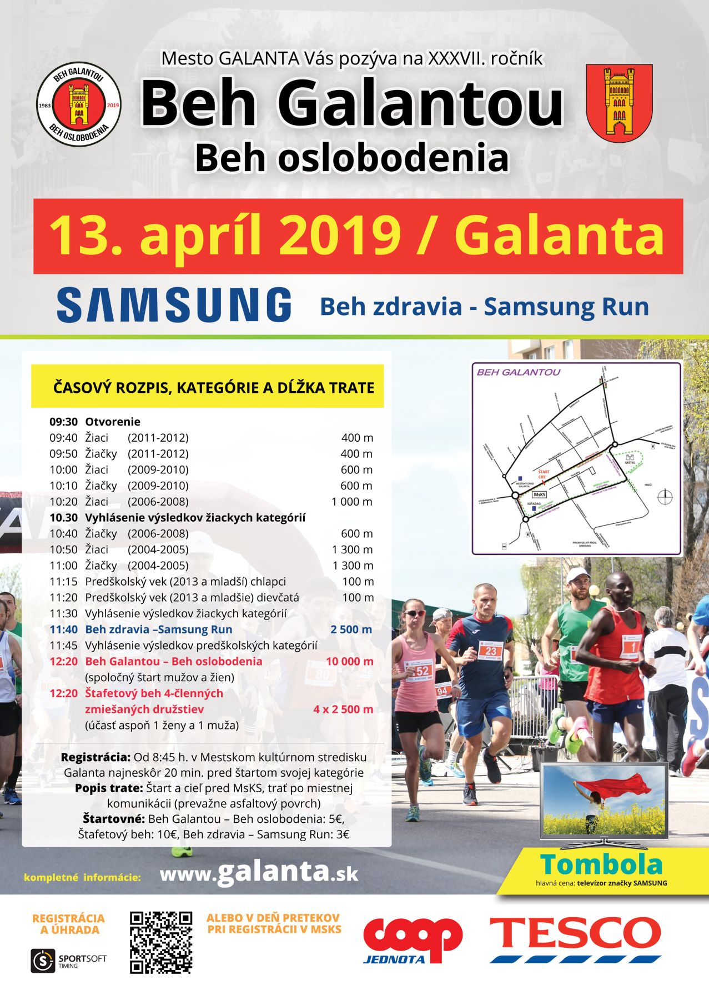 Mesto GALANTA Vás pozýva na XXXVII. ročník
BEH GALANTOU
1983 2019
BEH OSLOBODENIA
Beh Galantou
Beh oslobodenia
13. apríl 2019 / Galanta
SAMSUNG Beh zdravia - Samsung Run
ČASOVÝ ROZPIS, KATEGÓRIE A DĹŽKA TRATE
09:30 Otvorenie
09:40 Žiaci (2011-2012) 400 m
09:50 Žiačky (2011-2012) 400 m
10:00 Žiaci (2009-2010) 600 m
10:10 Žiačky (2009-2010) 600 m
10:20 Žiaci (2006-2008) 1 000 m
10.30 Vyhlásenie výsledkov žiackych kategórií
10:40 Žiačky (2006-2008) 600 m
10:50 Žiaci (2004-2005) 1 300 m
11:00 Žiačky (2004-2005) 1 300 m
11:15 Predškolský vek (2013 a mladší) chlapci 100 m
11:20 Predškolský vek (2013 a mladšie) dievčatá 100 m
11:30 Vyhlásenie výsledkov žiackych kategórií
11:40 Beh zdravia –Samsung Run 2 500 m
11:45 Vyhlásenie výsledkov predškolských kategórií
12:20 Beh Galantou – Beh oslobodenia 10 000 m
(spoločný štart mužov a žien)
12:20 Štafetový beh 4-členných
zmiešaných družstiev 4 x 2 500 m
(účasť aspoň 1 ženy a 1 muža)
Registrácia: Od 8:45 h. v Mestskom kultúrnom stredisku
Galanta najneskôr 20 min. pred štartom svojej kategórie
Popis trate: Štart a cieľ pred MsKS, trať po miestnej
komunikácii (prevažne asfaltový povrch)
Štartovné: Beh Galantou – Beh oslobodenia: 5€,
Štafetový beh: 10€, Beh zdravia – Samsung Run: 3€
BEH GALANTOU
ŠTART
CIEĽ
MESTSKÝ ÚRAD
GALANTA
MsKS
SÚŤAŽIACI
KAŠTIEĽ
HASIČI
PRIEMYSELNÝ AREÁL
SAMSUNG
52
94
23
1
80
kompletné informácie: www.galanta.sk
Tombola
hlavná cena: televízor značky SAMSUNG
REGISTRÁCIA
A ÚHRADA
SPORTSOFT
TIMING
ALEBO V DEŇ PRETEKOV
PRI REGISTRÁCII V MSKS
coop
JEDNOTA
TESCO